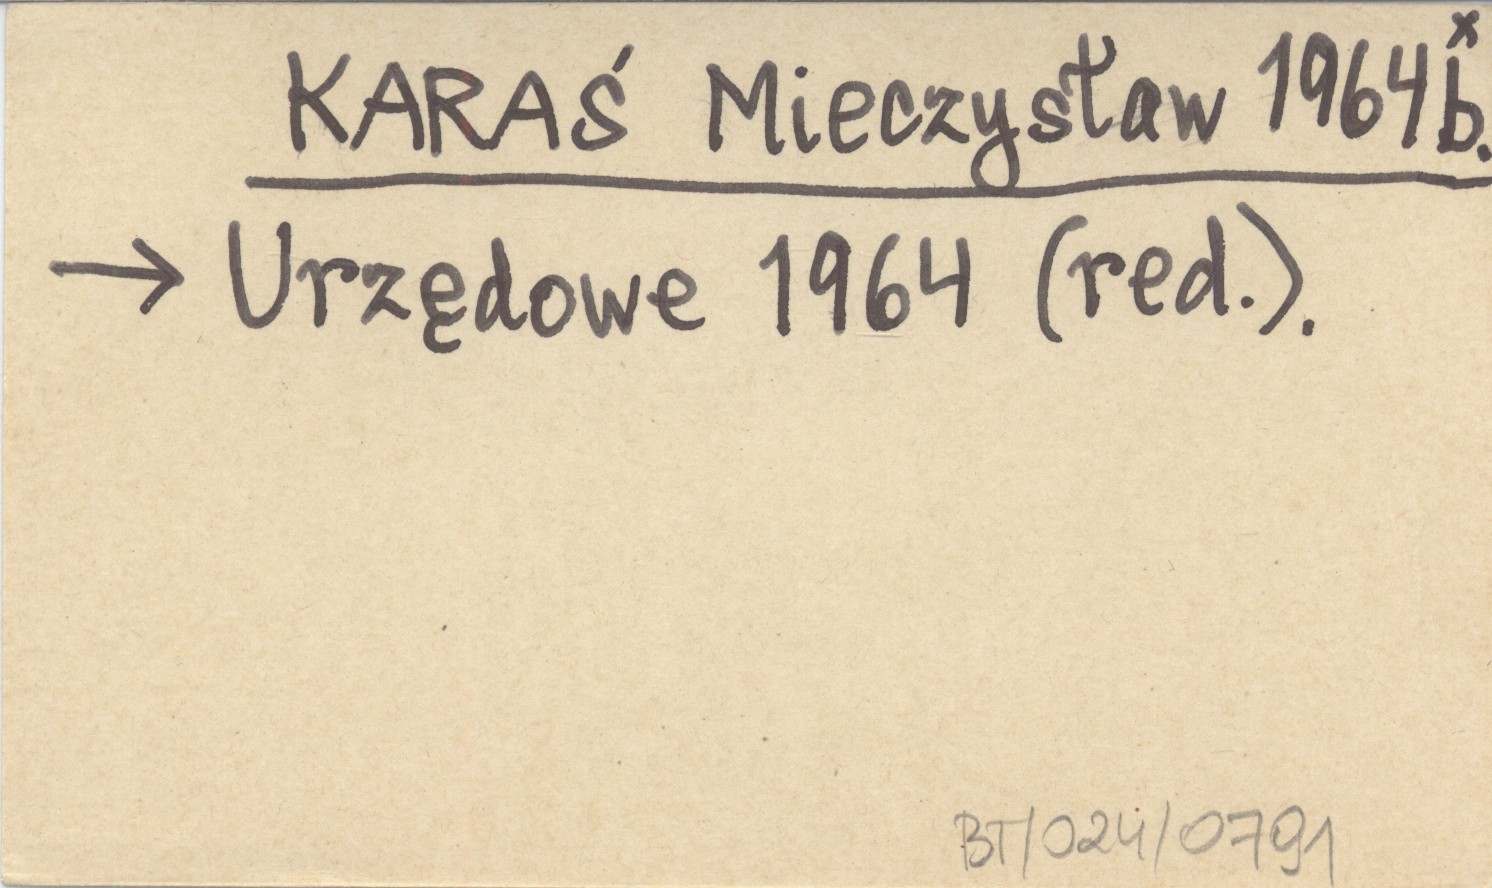 KARAŚ Mieczysław 1964b.ˣ
→ Urzędowe 1964 (red.).
BT/024/0791